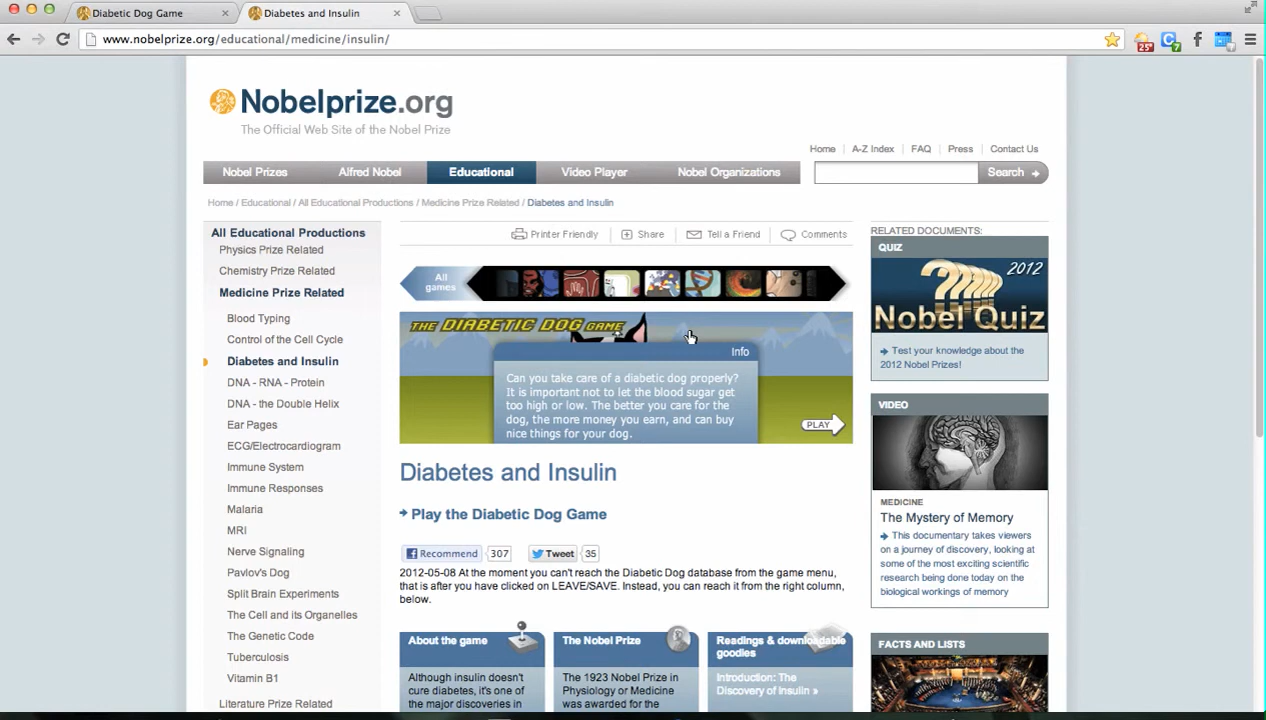 Diabetic Dog Game
Diabetes and Insulin
www.nobelprize.org/educational/medicine/insulin/
25°
7
Nobelprize.org
The Official Web Site of the Nobel Prize
Home
A-Z Index
FAQ
Press
Contact Us
Nobel Prizes
Alfred Nobel
Educational
Video Player
Nobel Organizations
Search
Home / Educational / All Educational Productions / Medicine Prize Related / Diabetes and Insulin
All Educational Productions
Physics Prize Related
Chemistry Prize Related
Medicine Prize Related
Blood Typing
Control of the Cell Cycle
Diabetes and Insulin
DNA - RNA - Protein
DNA - the Double Helix
Ear Pages
ECG/Electrocardiogram
Immune System
Immune Responses
Malaria
MRI
Nerve Signaling
Pavlov's Dog
Split Brain Experiments
The Cell and its Organelles
The Genetic Code
Tuberculosis
Vitamin B1
Literature Prize Related
Printer Friendly
Share
Tell a Friend
Comments
All
games
THE DIABETIC DOG GAME
Info
Can you take care of a diabetic dog properly?
It is important not to let the blood sugar get
too high or low. The better you care for the
dog, the more money you earn, and can buy
nice things for your dog.
PLAY
Diabetes and Insulin
Play the Diabetic Dog Game
Recommend
307
Tweet
35
2012-05-08 At the moment you can't reach the Diabetic Dog database from the game menu,
that is after you have clicked on LEAVE/SAVE. Instead, you can reach it from the right column,
below.
About the game
Although insulin doesn't
cure diabetes, it's one of
the major discoveries in
The Nobel Prize
The 1923 Nobel Prize in
Physiology or Medicine
was awarded for the
Readings & downloadable
goodies
Introduction: The
Discovery of Insulin »
RELATED DOCUMENTS:
QUIZ
2012
????
Nobel Quiz
Test your knowledge about the
2012 Nobel Prizes!
VIDEO
MEDICINE
The Mystery of Memory
This documentary takes viewers
on a journey of discovery, looking at
some of the most exciting scientific
research being done today on the
biological workings of memory
FACTS AND LISTS